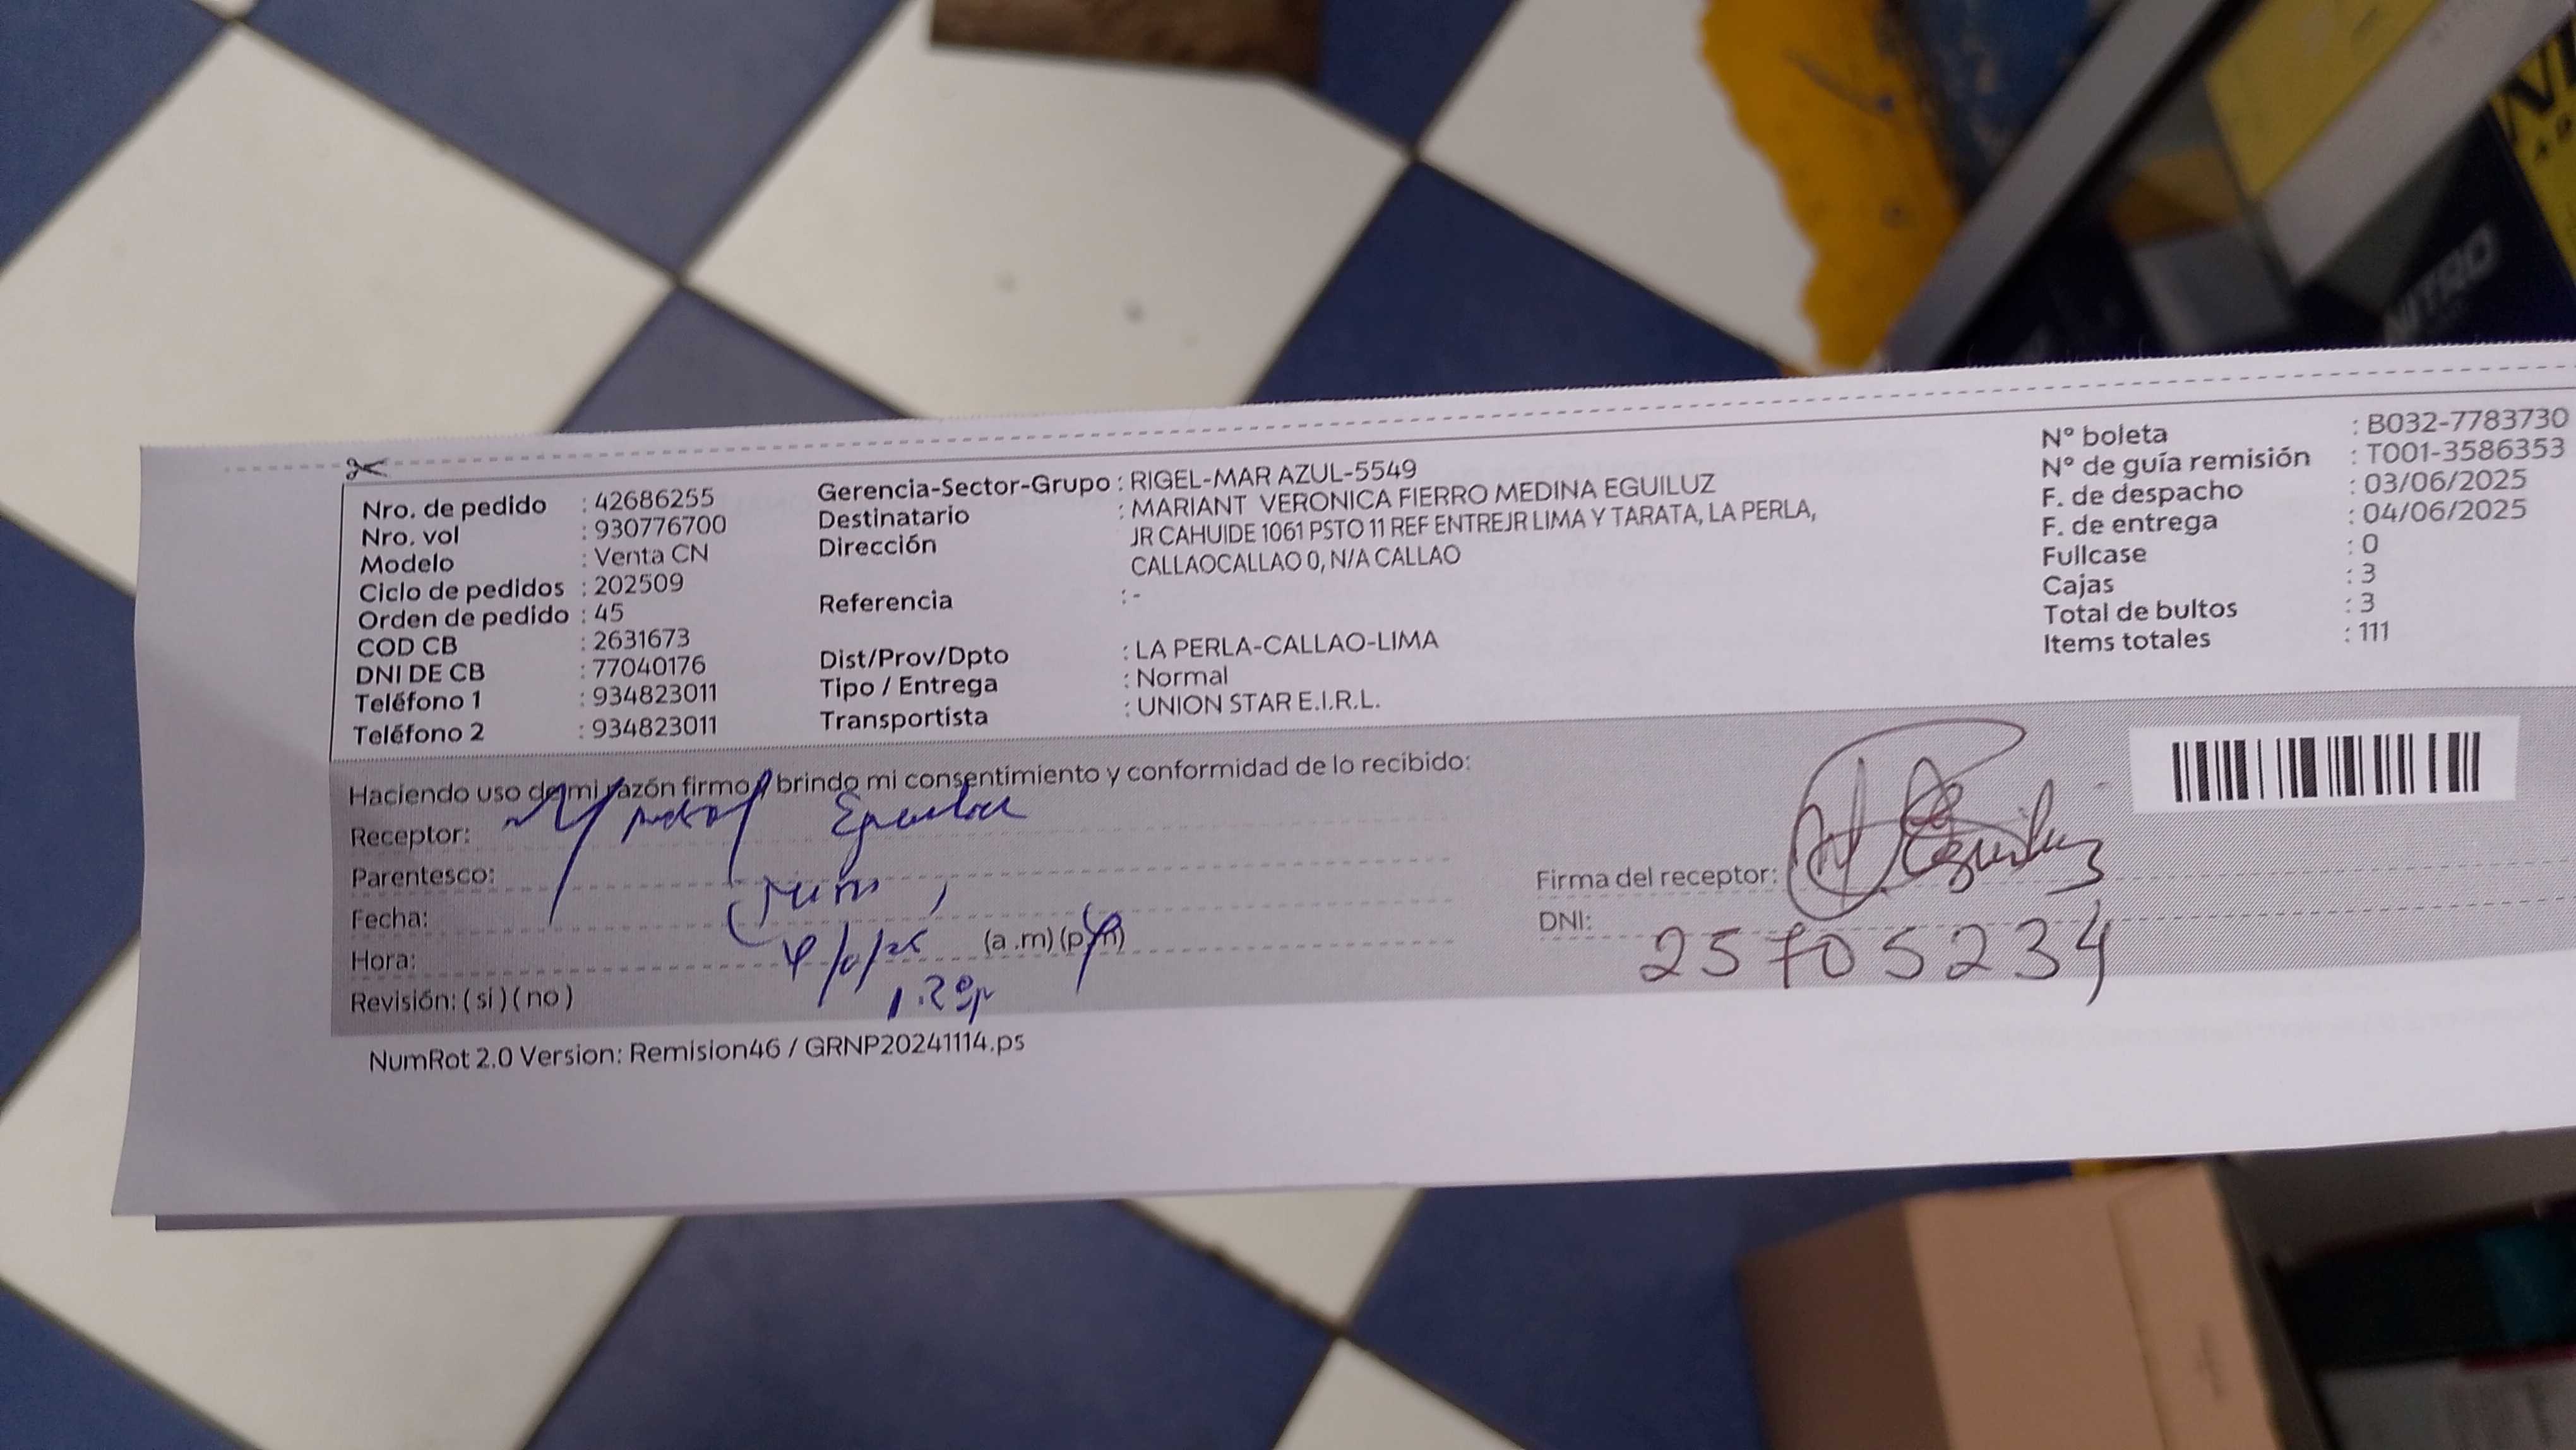 Nro. de pedido : 42686255
Nro. vol : 930776700
Modelo : Venta CN
Ciclo de pedidos : 202509
Orden de pedido : 45
COD CB : 2631673
DNI DE CB : 77040176
Teléfono 1 : 934823011
Teléfono 2 : 934823011
Gerencia-Sector-Grupo : RIGEL-MAR AZUL-5549
Destinatario : MARIANT VERONICA FIERRO MEDINA EGUILUZ
Dirección JR CAHUIDE 1061 PSTO 11 REF ENTREJR LIMA Y TARATA, LA PERLA,
CALLAOCALLAO 0, N/A CALLAO
Referencia : -
Dist/Prov/Dpto : LA PERLA-CALLAO-LIMA
Tipo / Entrega : Normal
Transportista : UNION STAR E.I.R.L.
N° boleta : B032-7783730
N° de guía remisión : T001-3586353
F. de despacho : 03/06/2025
F. de entrega : 04/06/2025
Fullcase : 0
Cajas : 3
Total de bultos : 3
Items totales : 111
Haciendo uso de mi razón firmo y brindo mi consentimiento y conformidad de lo recibido:
Receptor:
Parentesco:
Fecha:
Hora: (a .m) (p.m)
Revisión: ( si ) ( no )
Firma del receptor: Eguiluz
DNI: 25705234
NumRot 2.0 Version: Remision46 / GRNP20241114.ps
NITRO